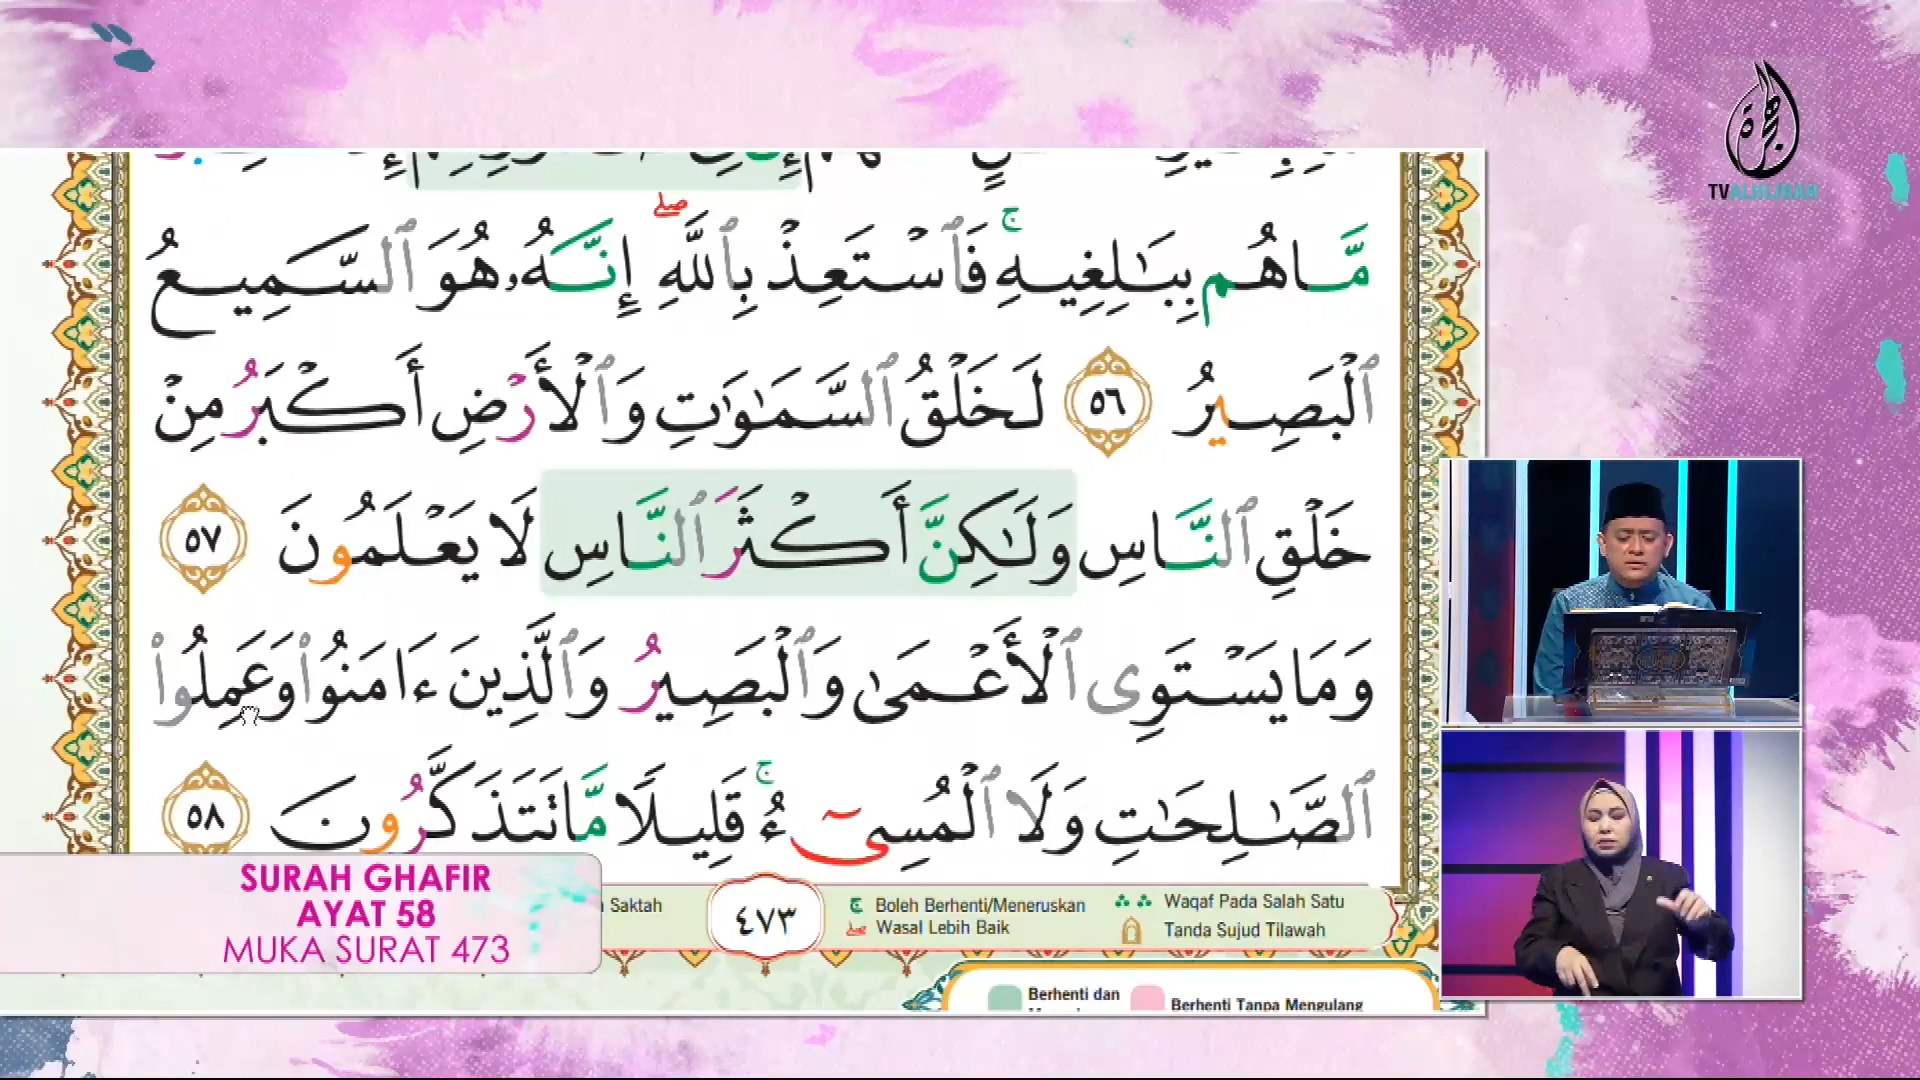 هجرة
TVALHIJRAH
مَّا هُم بِبَٰلِغِيهِ ۚ فَٱسْتَعِذْ بِٱللَّهِ ۖ إِنَّهُۥ هُوَ ٱلسَّمِيعُ
ٱلْبَصِيرُ ٥٦ لَخَلْقُ ٱلسَّمَٰوَٰتِ وَٱلْأَرْضِ أَكْبَرُ مِنْ
خَلْقِ ٱلنَّاسِ وَلَٰكِنَّ أَكْثَرَ ٱلنَّاسِ لَا يَعْلَمُونَ ٥٧
وَمَا يَسْتَوِى ٱلْأَعْمَىٰ وَٱلْبَصِيرُ وَٱلَّذِينَ ءَامَنُوا۟ وَعَمِلُوا۟
ٱلصَّٰلِحَٰتِ وَلَا ٱلْمُسِىٓءُ ۚ قَلِيلًا مَّا تَتَذَكَّرُونَ ٥٨
SURAH GHAFIR
AYAT 58
MUKA SURAT 473
Saktah
٤٧٣
ج Boleh Berhenti/Meneruskan
صلے Wasal Lebih Baik
Waqaf Pada Salah Satu
Tanda Sujud Tilawah
Berhenti dan
Berhenti Tanpa Mengulang